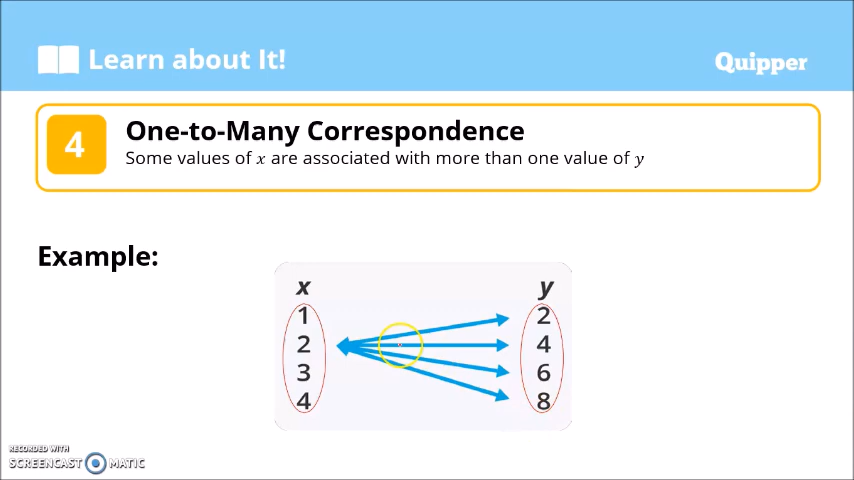 Learn about It!
Quipper
4
One-to-Many Correspondence
Some values of x are associated with more than one value of y
Example:
x y
1 2
2 4
3 6
4 8
RECORDED WITH
SCREENCAST MATIC